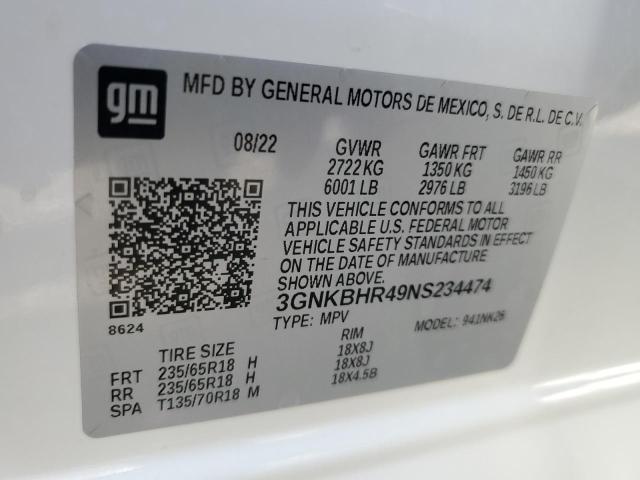 gm
MFD BY GENERAL MOTORS DE MEXICO, S. DE R.L. DE C.V.
08/22 GVWR GAWR FRT GAWR RR
2722 KG 1350 KG 1450 KG
6001 LB 2976 LB 3196 LB
THIS VEHICLE CONFORMS TO ALL
APPLICABLE U.S. FEDERAL MOTOR
VEHICLE SAFETY STANDARDS IN EFFECT
ON THE DATE OF MANUFACTURE
SHOWN ABOVE.
3GNKBHR49NS234474
8624 TYPE: MPV MODEL: 941NK26
TIRE SIZE RIM
FRT 235/65R18 H 18X8J
RR 235/65R18 H 18X8J
SPA T135/70R18 M 18X4.5B